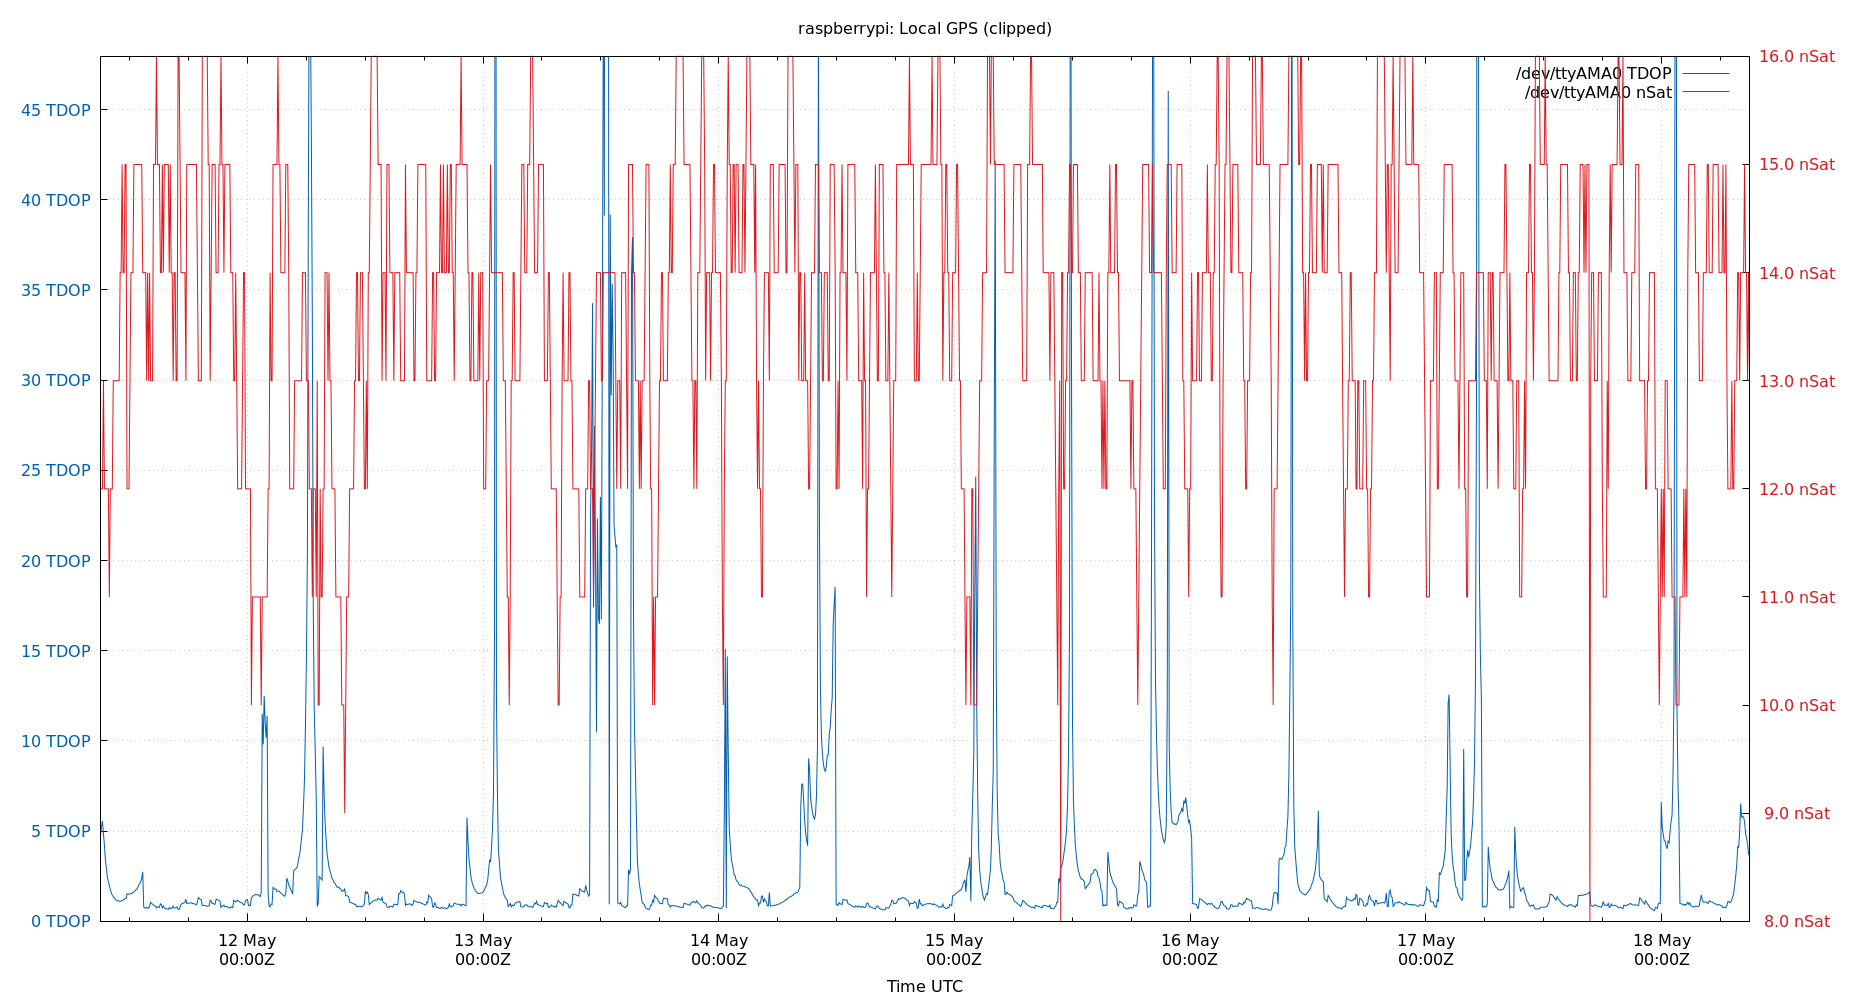 raspberrypi: Local GPS (clipped)
/dev/ttyAMA0 TDOP
/dev/ttyAMA0 nSat
45 TDOP
40 TDOP
35 TDOP
30 TDOP
25 TDOP
20 TDOP
15 TDOP
10 TDOP
5 TDOP
0 TDOP
16.0 nSat
15.0 nSat
14.0 nSat
13.0 nSat
12.0 nSat
11.0 nSat
10.0 nSat
9.0 nSat
8.0 nSat
12 May
00:00Z
13 May
00:00Z
14 May
00:00Z
15 May
00:00Z
16 May
00:00Z
17 May
00:00Z
18 May
00:00Z
Time UTC